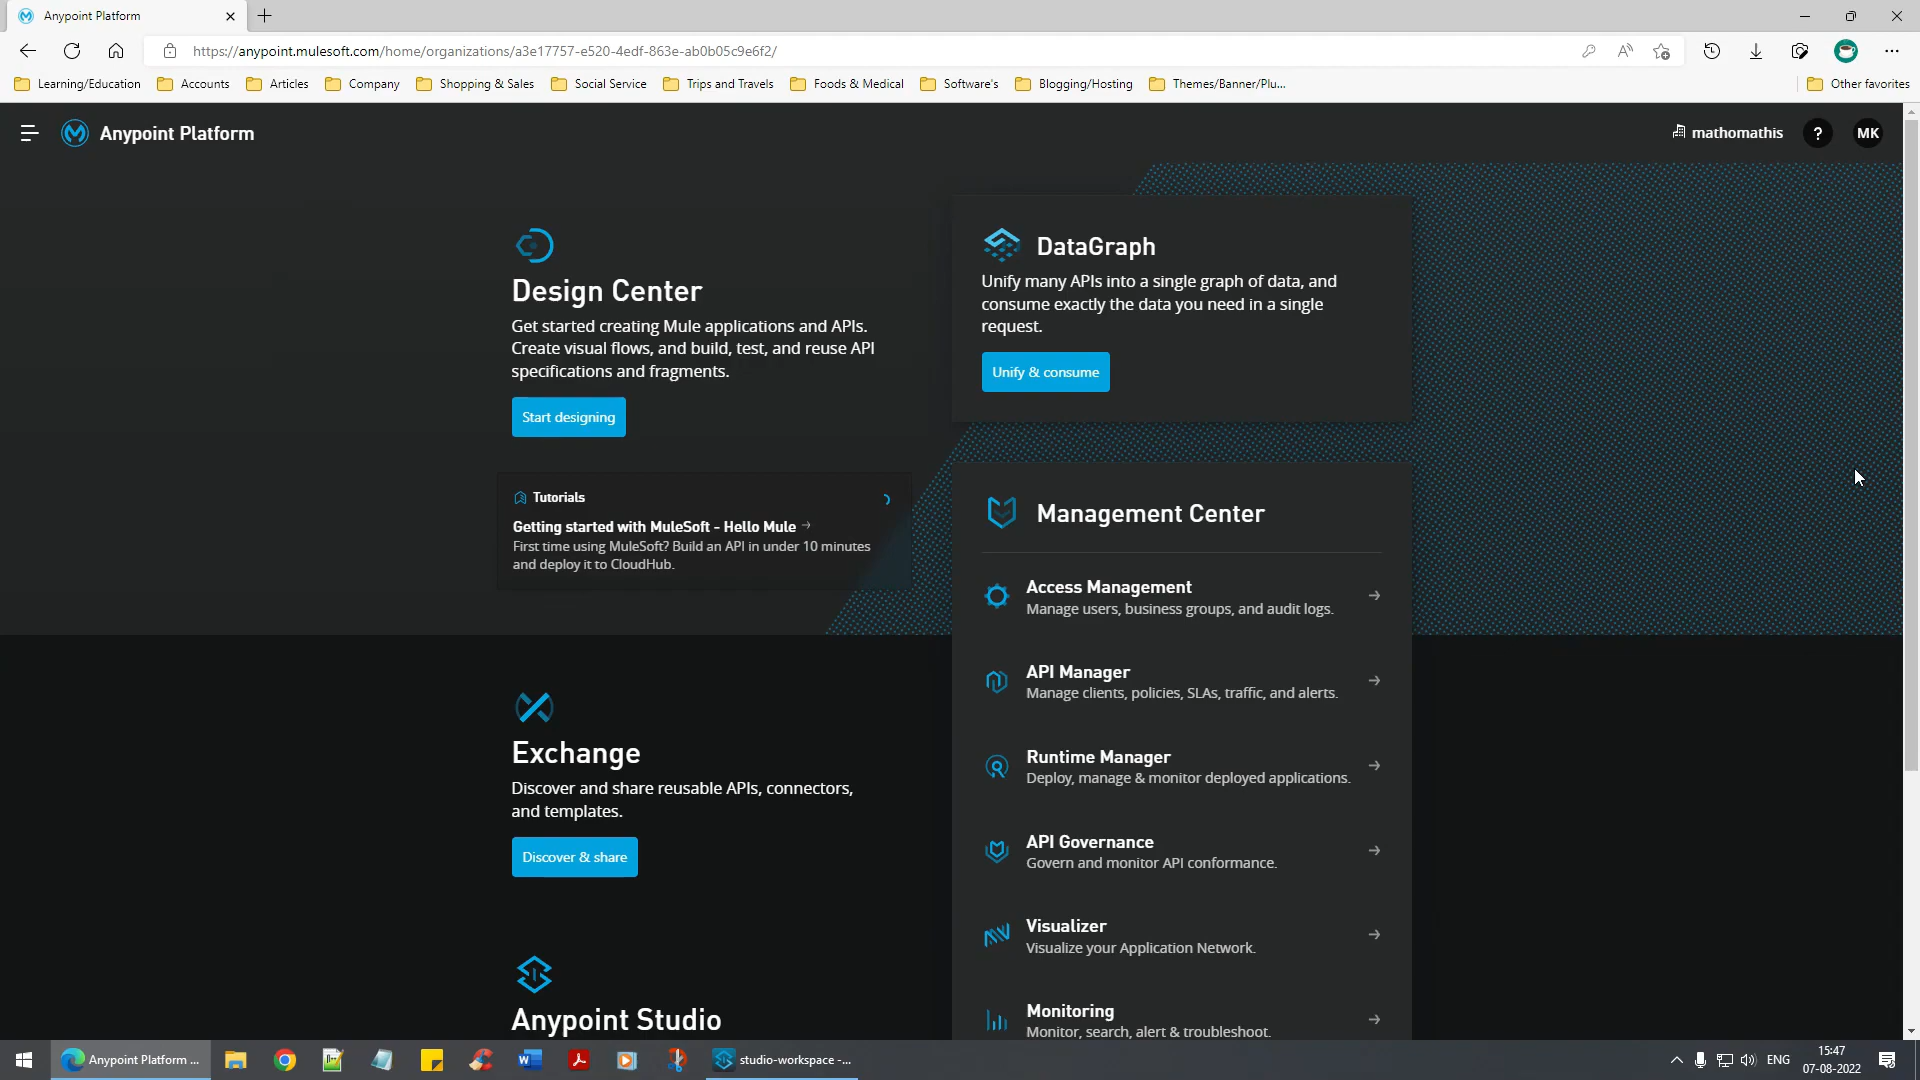 Anypoint Platform
https://anypoint.mulesoft.com/home/organizations/a3e17757-e520-4edf-863e-ab0b05c9e6f2/
Learning/Education
Accounts
Articles
Company
Shopping & Sales
Social Service
Trips and Travels
Foods & Medical
Software's
Blogging/Hosting
Themes/Banner/Plu...
Other favorites
Anypoint Platform
mathomathis
?
MK
Design Center
Get started creating Mule applications and APIs.
Create visual flows, and build, test, and reuse API
specifications and fragments.
Start designing
Tutorials
Getting started with MuleSoft - Hello Mule →
First time using MuleSoft? Build an API in under 10 minutes
and deploy it to CloudHub.
Exchange
Discover and share reusable APIs, connectors,
and templates.
Discover & share
Anypoint Studio
DataGraph
Unify many APIs into a single graph of data, and
consume exactly the data you need in a single
request.
Unify & consume
Management Center
Access Management
Manage users, business groups, and audit logs.
API Manager
Manage clients, policies, SLAs, traffic, and alerts.
Runtime Manager
Deploy, manage & monitor deployed applications.
API Governance
Govern and monitor API conformance.
Visualizer
Visualize your Application Network.
Monitoring
Monitor, search, alert & troubleshoot.
Anypoint Platform ...
studio-workspace -...
ENG
15:47
07-08-2022